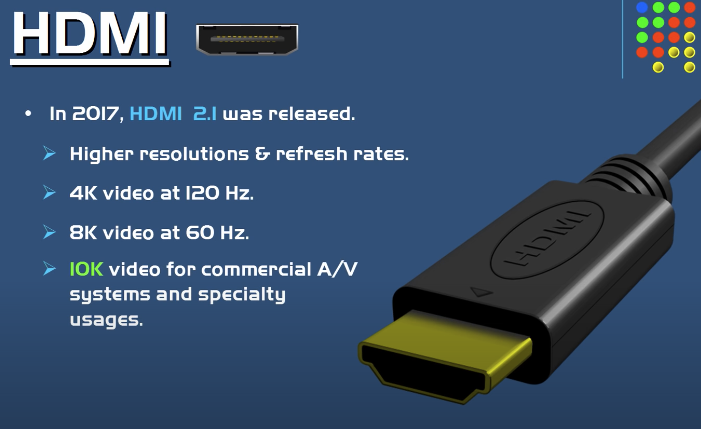 HDMI
• In 2017, HDMI 2.1 was released.
➢ Higher resolutions & refresh rates.
➢ 4K video at 120 Hz.
➢ 8K video at 60 Hz.
➢ 10K video for commercial A/V
systems and specialty
usages.
HDMI